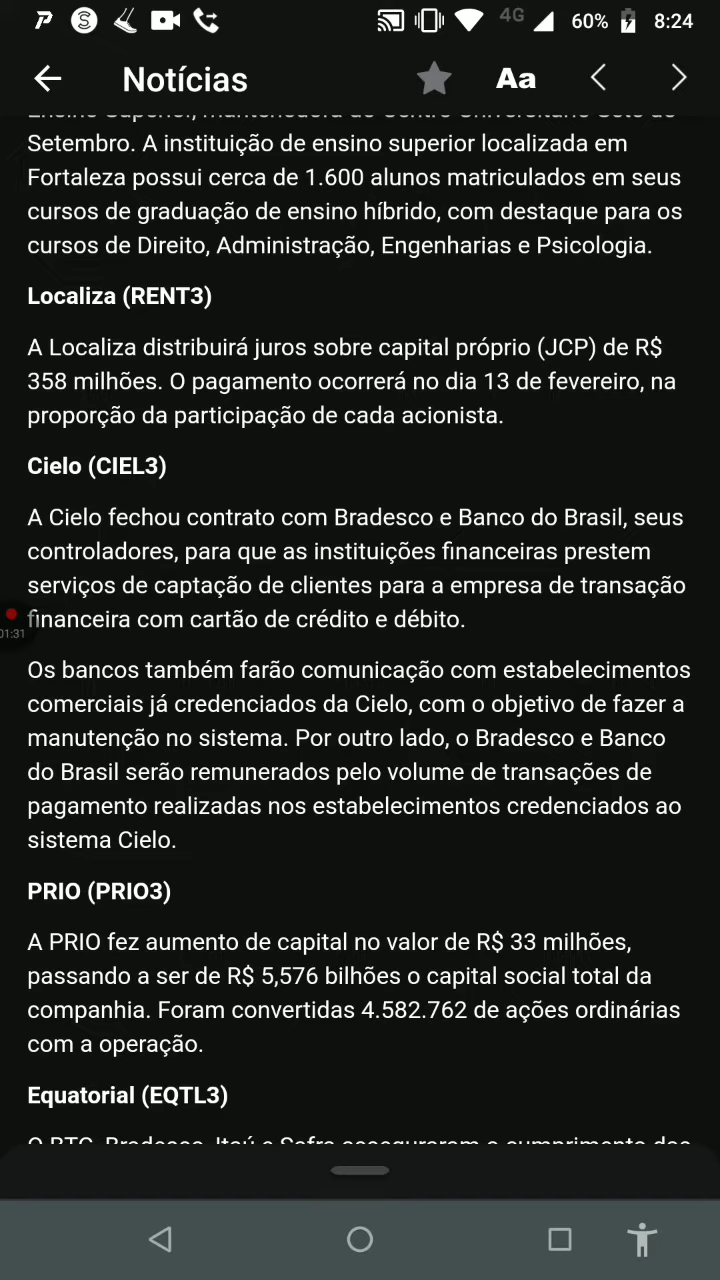 4G 60% 8:24
Notícias Aa
Setembro. A instituição de ensino superior localizada em
Fortaleza possui cerca de 1.600 alunos matriculados em seus
cursos de graduação de ensino híbrido, com destaque para os
cursos de Direito, Administração, Engenharias e Psicologia.
Localiza (RENT3)
A Localiza distribuirá juros sobre capital próprio (JCP) de R$
358 milhões. O pagamento ocorrerá no dia 13 de fevereiro, na
proporção da participação de cada acionista.
Cielo (CIEL3)
A Cielo fechou contrato com Bradesco e Banco do Brasil, seus
controladores, para que as instituições financeiras prestem
serviços de captação de clientes para a empresa de transação
financeira com cartão de crédito e débito.
01:31
Os bancos também farão comunicação com estabelecimentos
comerciais já credenciados da Cielo, com o objetivo de fazer a
manutenção no sistema. Por outro lado, o Bradesco e Banco
do Brasil serão remunerados pelo volume de transações de
pagamento realizadas nos estabelecimentos credenciados ao
sistema Cielo.
PRIO (PRIO3)
A PRIO fez aumento de capital no valor de R$ 33 milhões,
passando a ser de R$ 5,576 bilhões o capital social total da
companhia. Foram convertidas 4.582.762 de ações ordinárias
com a operação.
Equatorial (EQTL3)